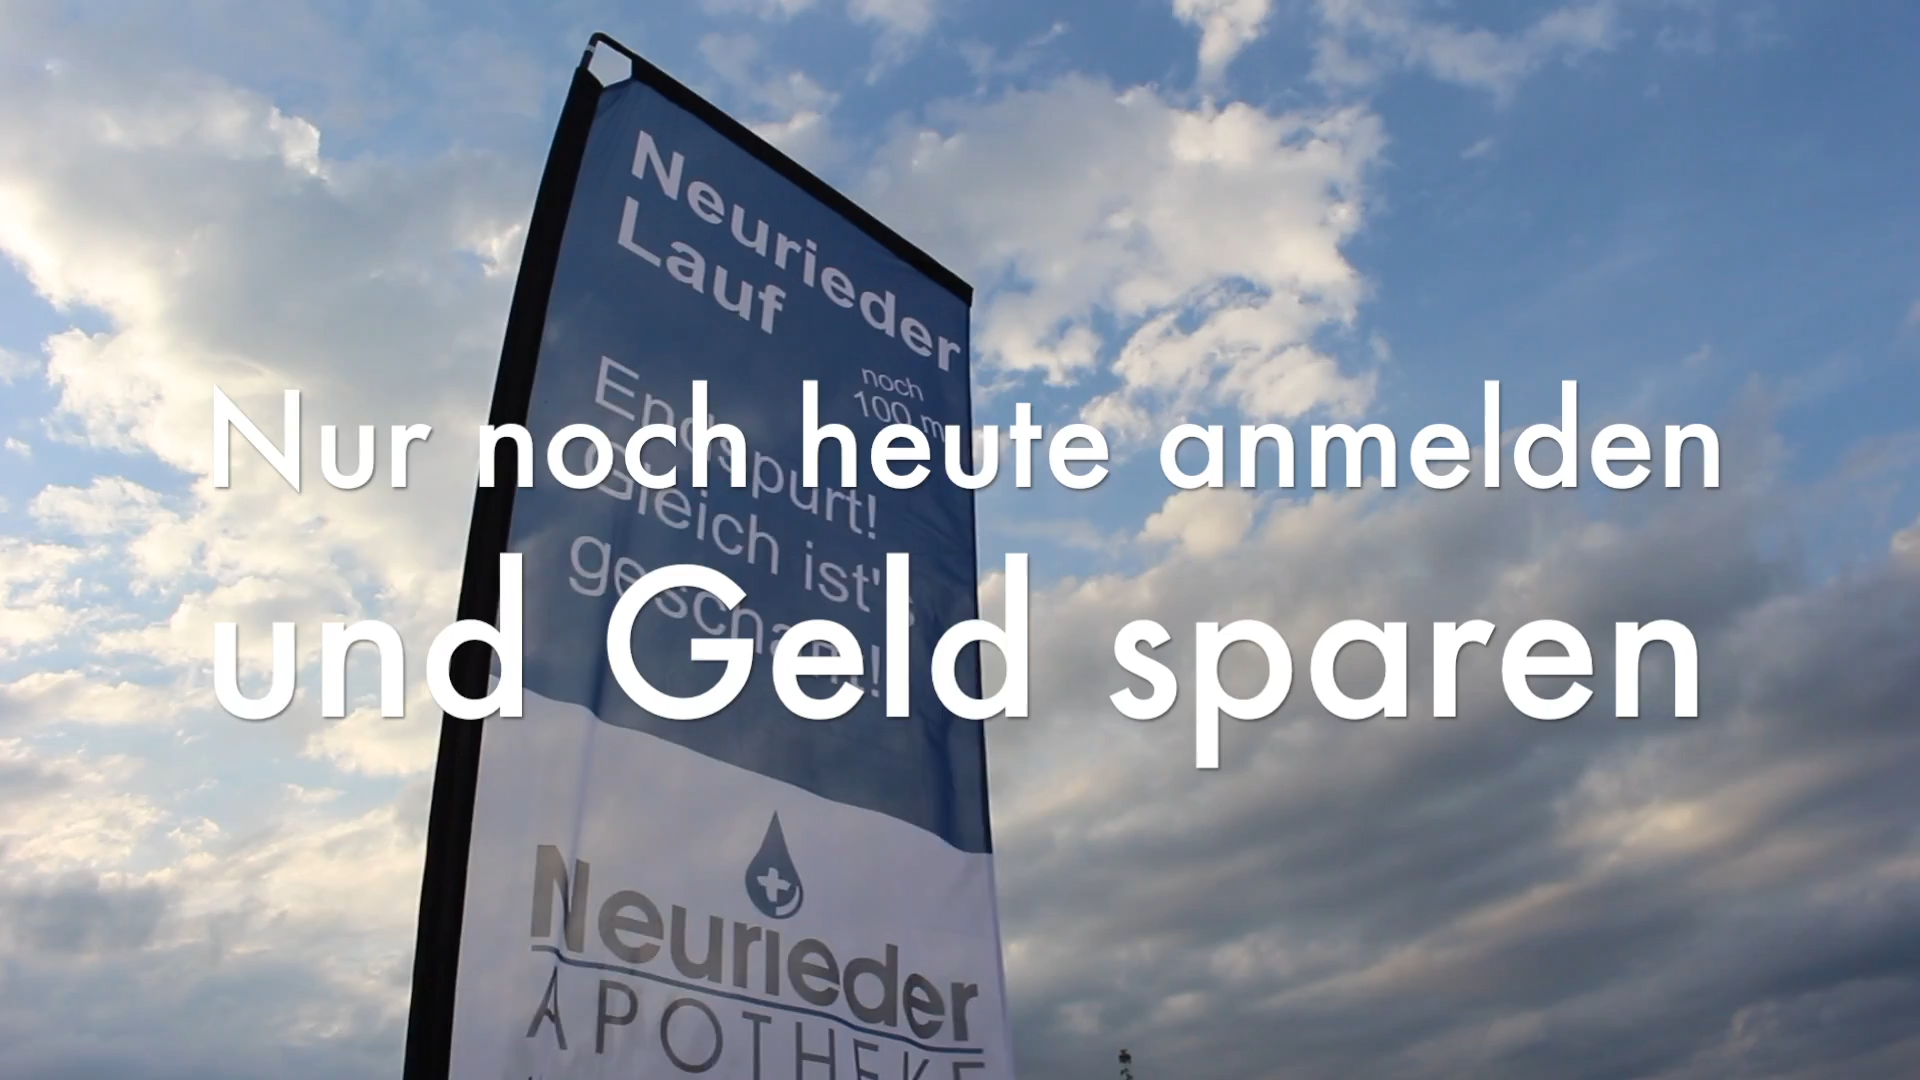 Neurieder
Lauf
noch
100 m
Endspurt!
Gleich ist's
geschafft!
Nur noch heute anmelden
und Geld sparen
Neurieder
APOTHEKE